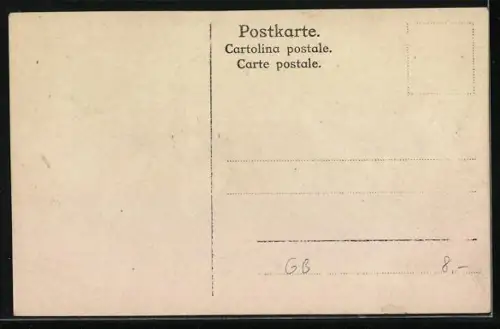 Postkarte.
Cartolina postale.
Carte postale.
GB 8.-